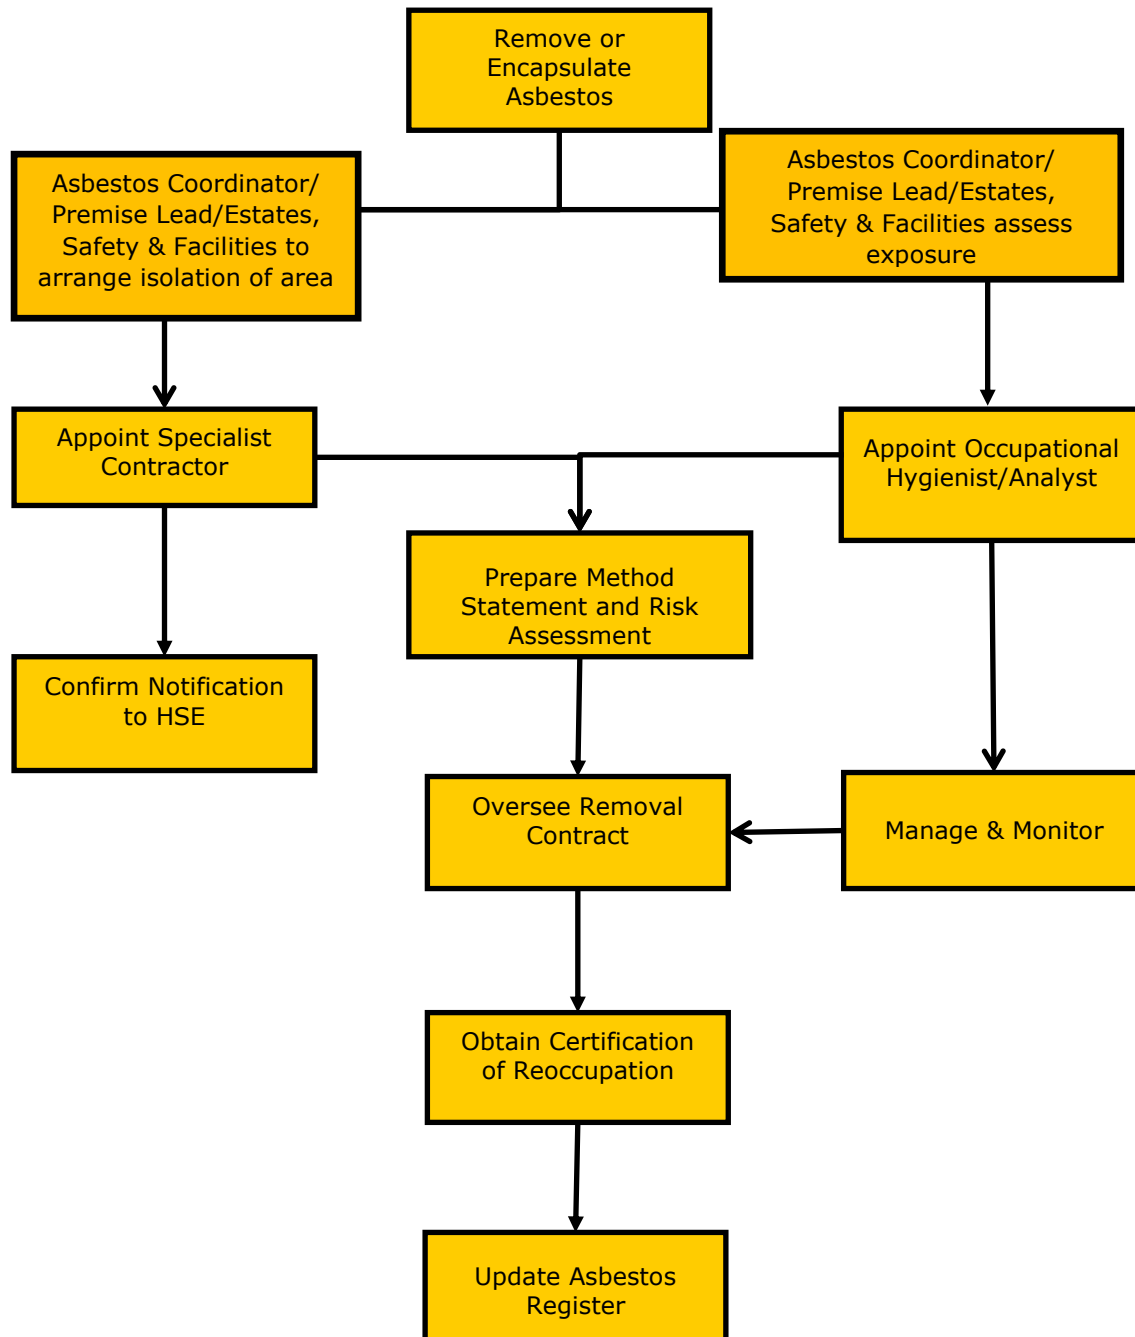 Remove or
Encapsulate
Asbestos
Asbestos Coordinator/
Premise Lead/Estates,
Safety & Facilities to
arrange isolation of area
Asbestos Coordinator/
Premise Lead/Estates,
Safety & Facilities assess
exposure
Appoint Specialist
Contractor
Appoint Occupational
Hygienist/Analyst
Prepare Method
Statement and Risk
Assessment
Confirm Notification
to HSE
Oversee Removal
Contract
Manage & Monitor
Obtain Certification
of Reoccupation
Update Asbestos
Register